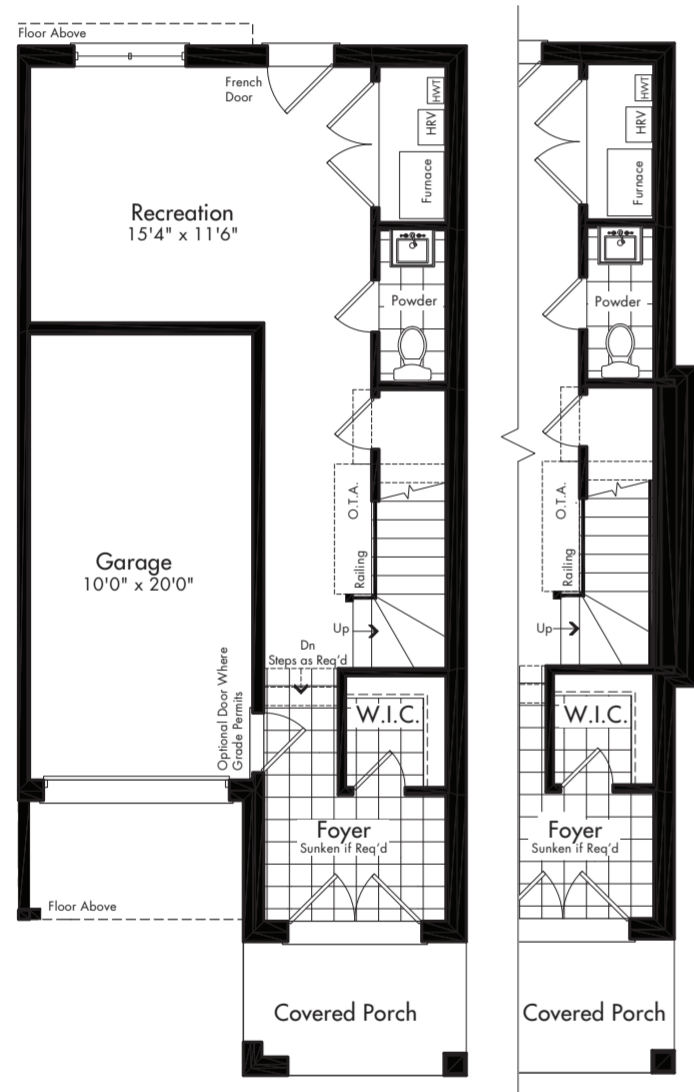 Floor Above
French
Door
HWT
HRV
Furnace
Recreation
15'4" x 11'6"
Powder
O.T.A.
Railing
Garage
10'0" x 20'0"
Up
Dn
Steps as Req'd
Optional Door Where
Grade Permits
W.I.C.
Foyer
Sunken if Req'd
Floor Above
Covered Porch
HWT
HRV
Furnace
Powder
O.T.A.
Railing
Up
W.I.C.
Foyer
Sunken if Req'd
Covered Porch